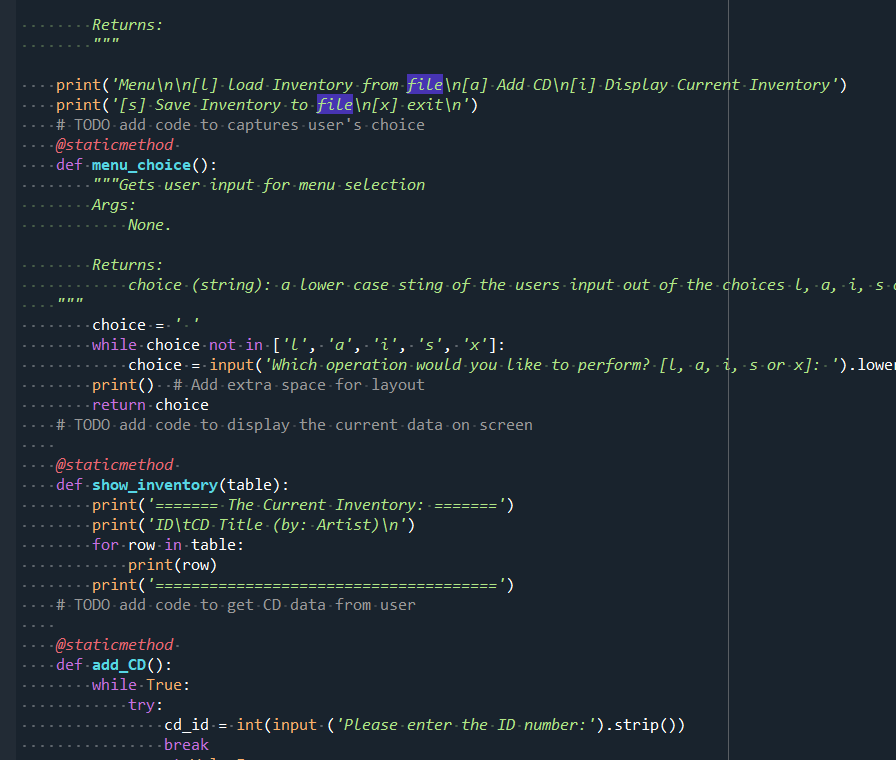 Returns:
        """

    print('Menu\n\n[l] load Inventory from file\n[a] Add CD\n[i] Display Current Inventory')
    print('[s] Save Inventory to file\n[x] exit\n')
    # TODO add code to captures user's choice
    @staticmethod
    def menu_choice():
        """Gets user input for menu selection
        Args:
            None.

        Returns:
            choice (string): a lower case sting of the users input out of the choices l, a, i, s
    """
        choice = ' '
        while choice not in ['l', 'a', 'i', 's', 'x']:
            choice = input('Which operation would you like to perform? [l, a, i, s or x]: ').lower
        print()  # Add extra space for layout
        return choice
    # TODO add code to display the current data on screen

    @staticmethod
    def show_inventory(table):
        print('======= The Current Inventory: =======')
        print('ID\tCD Title (by: Artist)\n')
        for row in table:
            print(row)
        print('======================================')
    # TODO add code to get CD data from user

    @staticmethod
    def add_CD():
        while True:
            try:
                cd_id = int(input ('Please enter the ID number:').strip())
                break